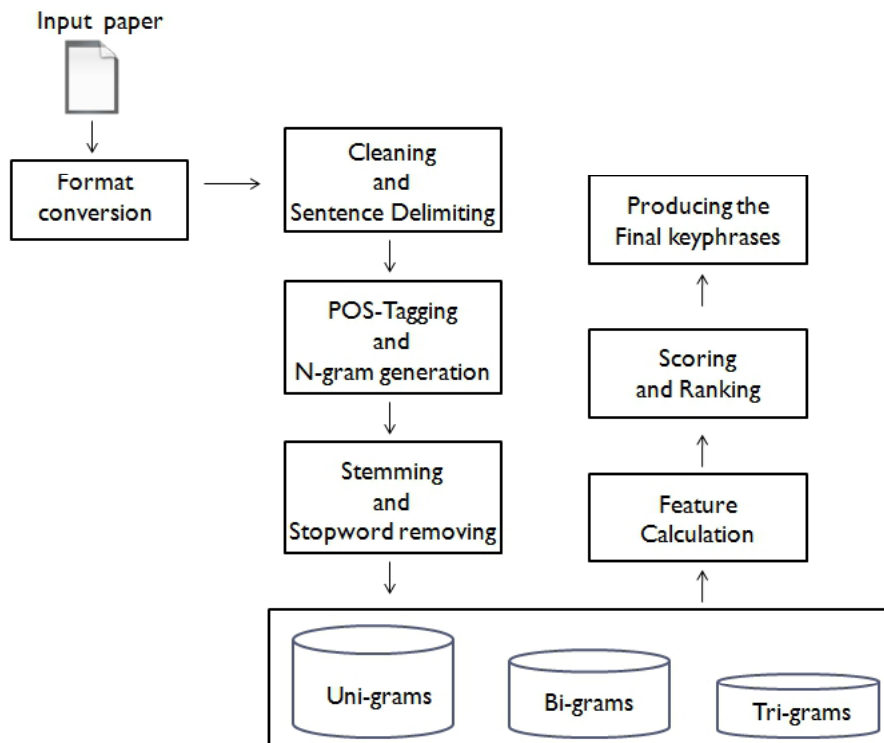 Input paper
Format
conversion
Cleaning
and
Sentence Delimiting
POS-Tagging
and
N-gram generation
Stemming
and
Stopword removing
Uni-grams
Bi-grams
Tri-grams
Feature
Calculation
Scoring
and Ranking
Producing the
Final keyphrases